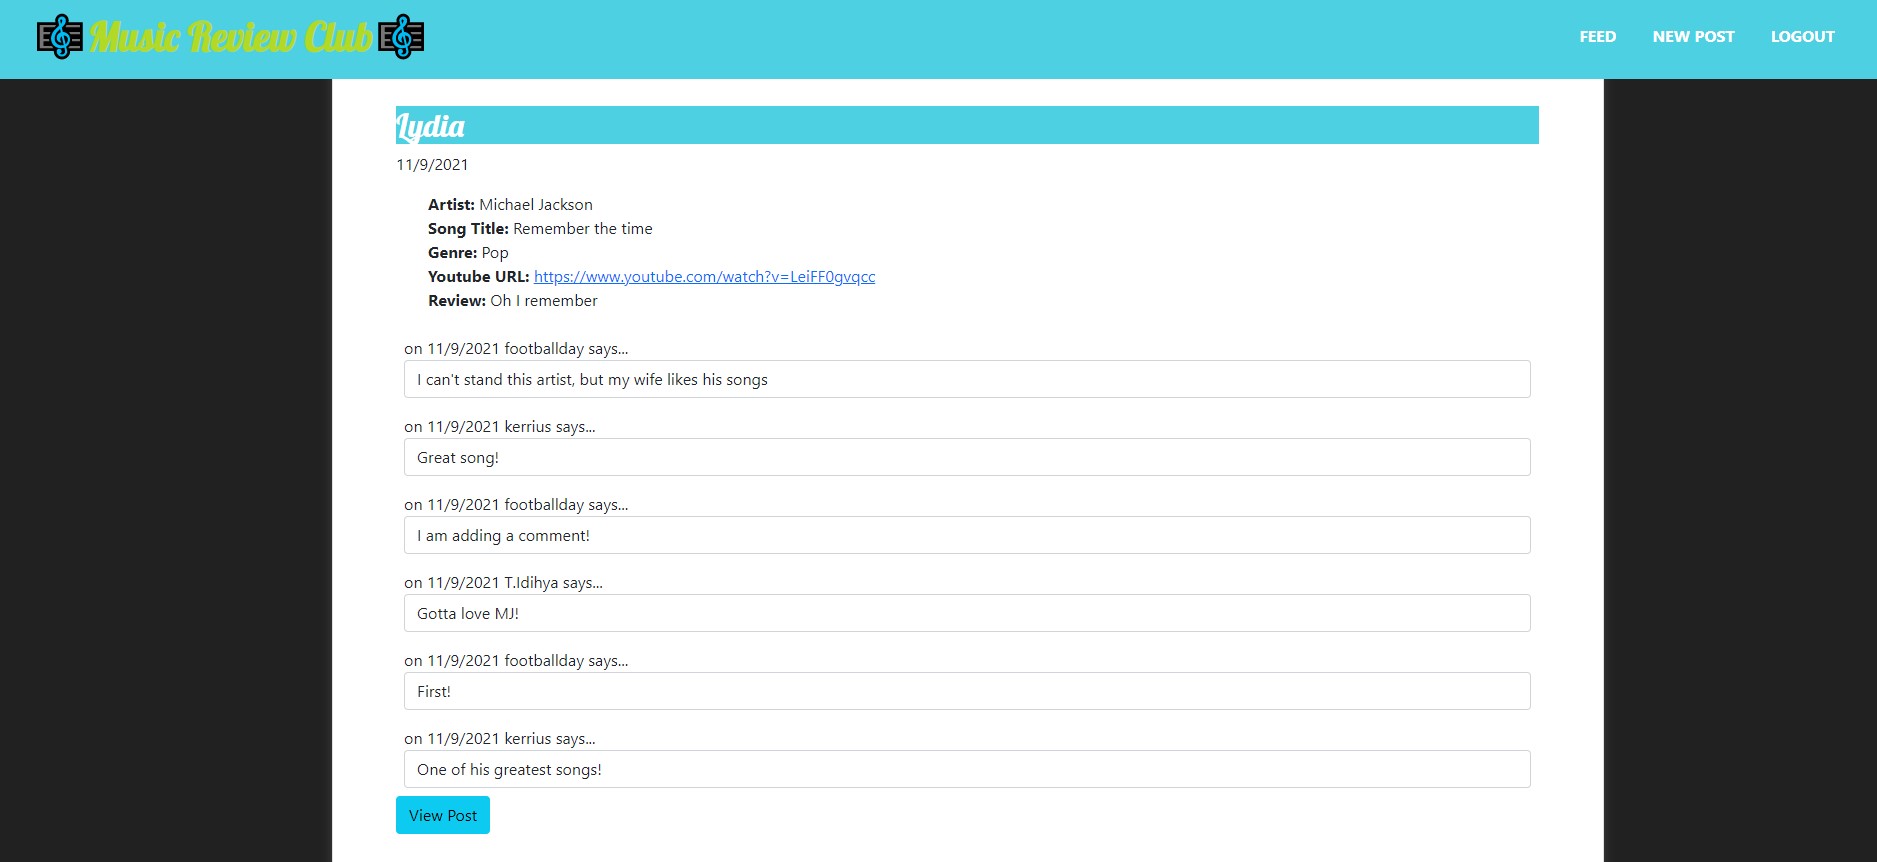 Music Review Club
FEED NEW POST LOGOUT
Lydia
11/9/2021
Artist: Michael Jackson
Song Title: Remember the time
Genre: Pop
Youtube URL: https://www.youtube.com/watch?v=LeiFF0gvqcc
Review: Oh I remember
on 11/9/2021 footballday says...
I can't stand this artist, but my wife likes his songs
on 11/9/2021 kerrius says...
Great song!
on 11/9/2021 footballday says...
I am adding a comment!
on 11/9/2021 T.Idihya says...
Gotta love MJ!
on 11/9/2021 footballday says...
First!
on 11/9/2021 kerrius says...
One of his greatest songs!
View Post